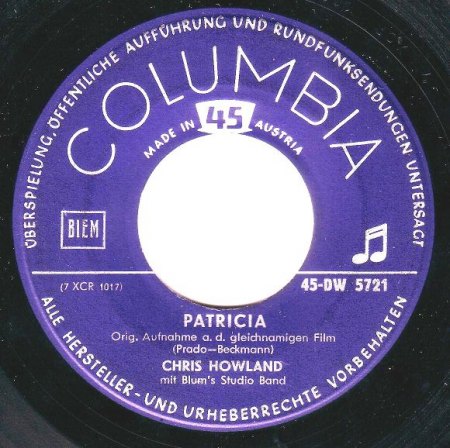 ÜBERSPIELUNG, ÖFFENTLICHE AUFFÜHRUNG UND RUNDFUNKSENDUNGEN UNTERSAGT
COLUMBIA
MADE IN 45 AUSTRIA
BIEM
(7 XCR 1017)
45-DW 5721
PATRICIA
Orig. Aufnahme a. d. gleichnamigen Film
(Prado—Beckmann)
CHRIS HOWLAND
mit Blum's Studio Band
ALLE HERSTELLER- UND URHEBERRECHTE VORBEHALTEN